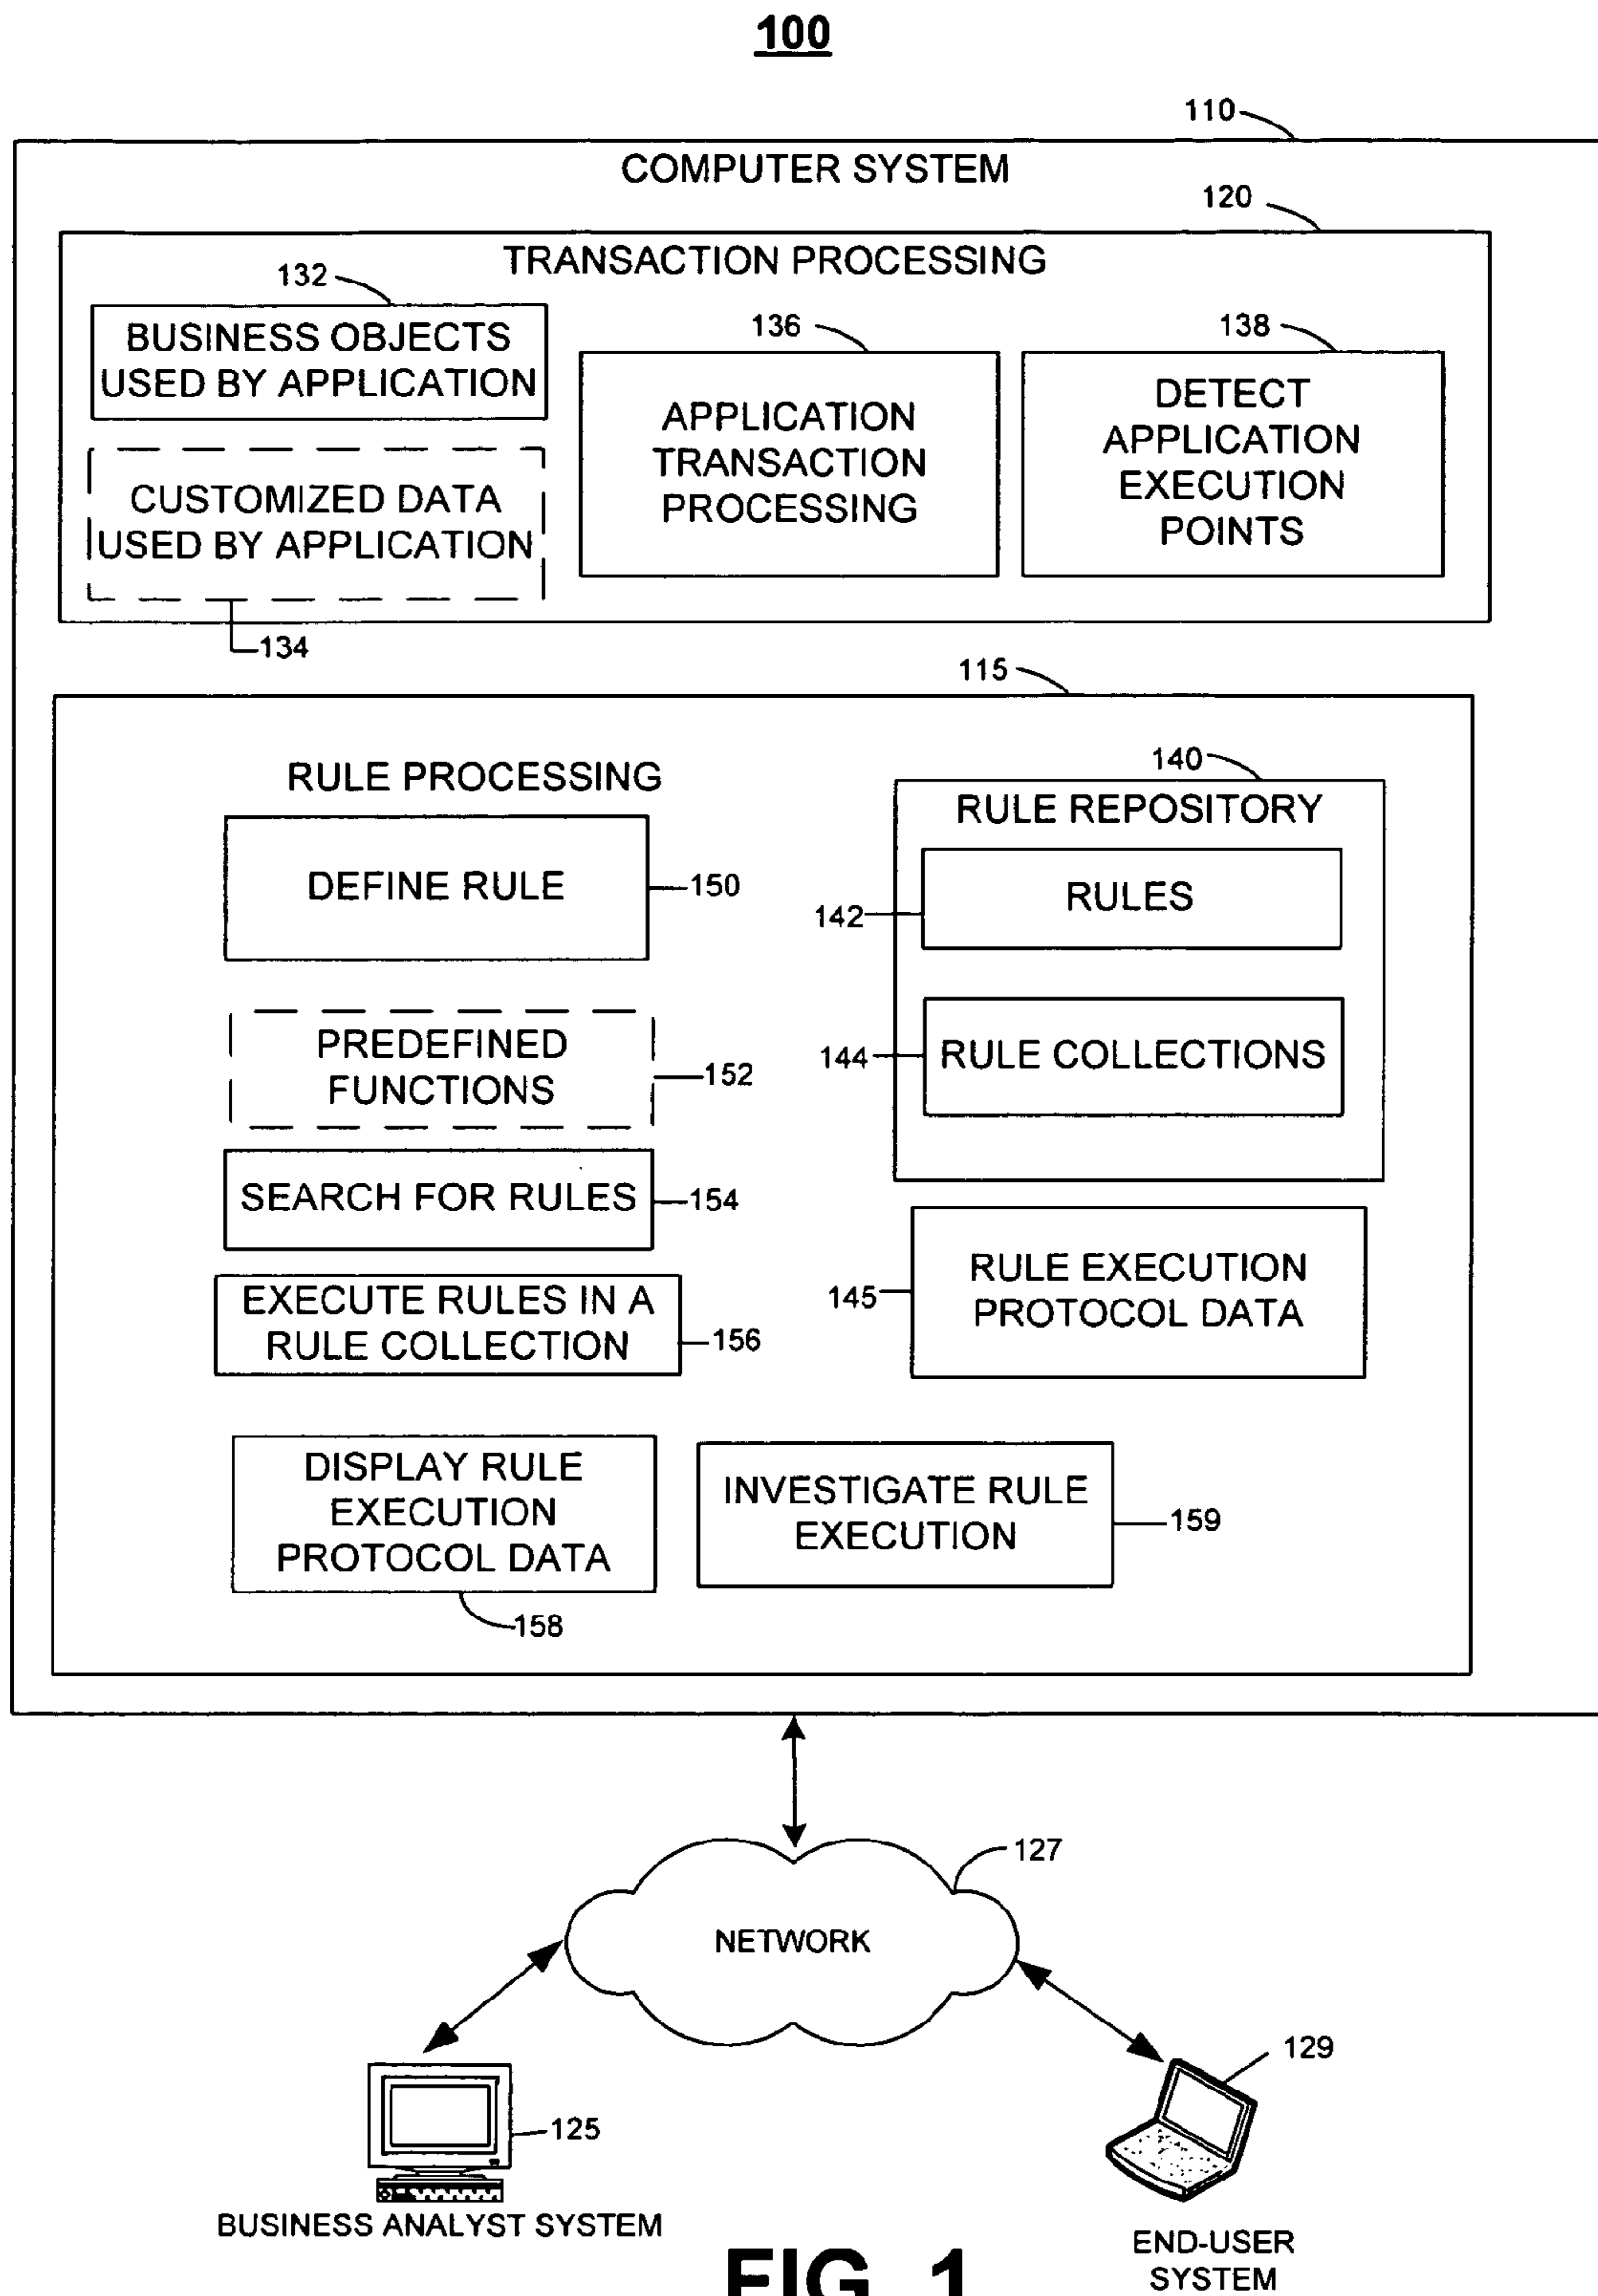 100
110
COMPUTER SYSTEM
120
TRANSACTION PROCESSING
132
BUSINESS OBJECTS
USED BY APPLICATION
CUSTOMIZED DATA
USED BY APPLICATION
134
136
APPLICATION
TRANSACTION
PROCESSING
138
DETECT
APPLICATION
EXECUTION
POINTS
115
RULE PROCESSING
DEFINE RULE
150
PREDEFINED
FUNCTIONS
152
SEARCH FOR RULES
154
EXECUTE RULES IN A
RULE COLLECTION
156
DISPLAY RULE
EXECUTION
PROTOCOL DATA
158
140
RULE REPOSITORY
RULES
142
RULE COLLECTIONS
144
RULE EXECUTION
PROTOCOL DATA
145
INVESTIGATE RULE
EXECUTION
159
127
NETWORK
125
BUSINESS ANALYST SYSTEM
129
END-USER
SYSTEM
FIG. 1